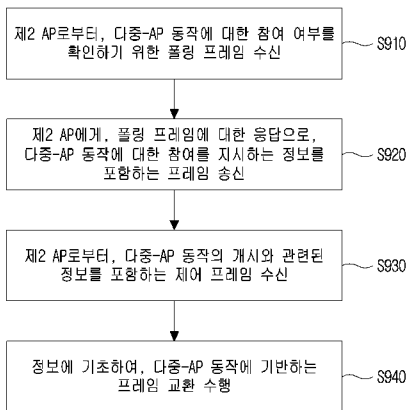 제2 AP로부터, 다중-AP 동작에 대한 참여 여부를
확인하기 위한 폴링 프레임 수신
S910
제2 AP에게, 폴링 프레임에 대한 응답으로,
다중-AP 동작에 대한 참여를 지시하는 정보를
포함하는 프레임 송신
S920
제2 AP로부터, 다중-AP 동작의 개시와 관련된
정보를 포함하는 제어 프레임 수신
S930
정보에 기초하여, 다중-AP 동작에 기반하는
프레임 교환 수행
S940